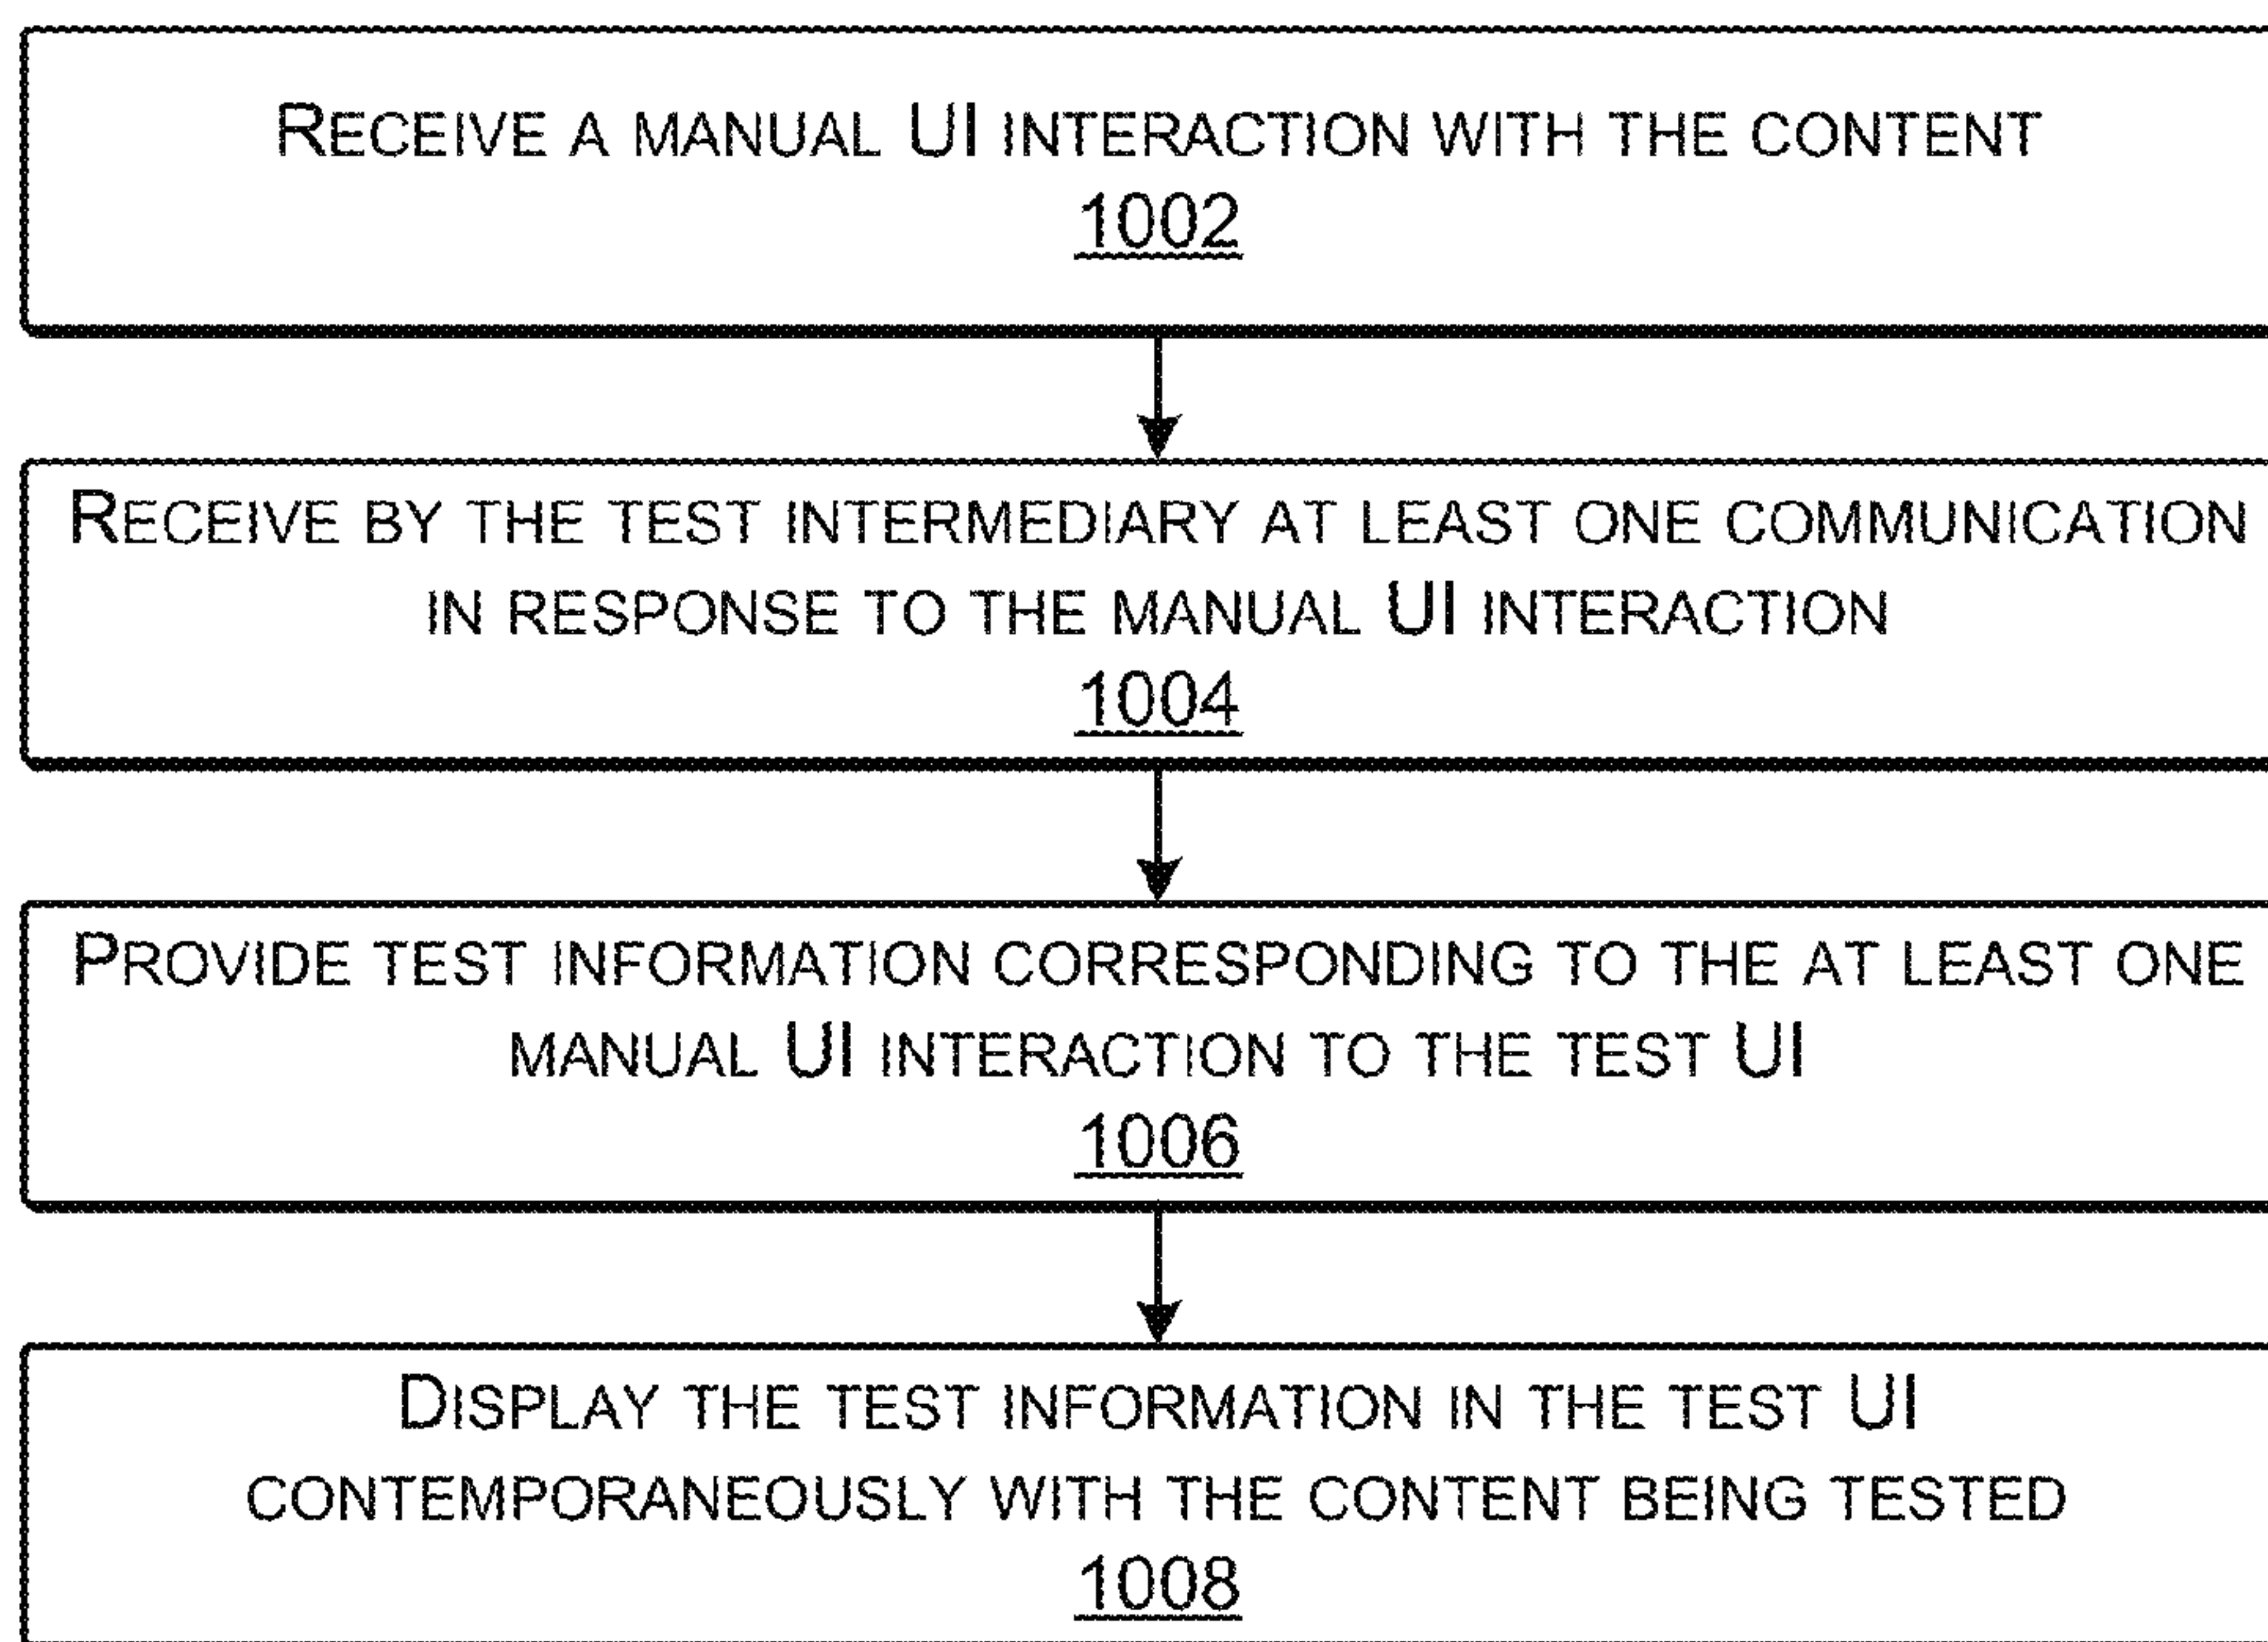 RECEIVE A MANUAL UI INTERACTION WITH THE CONTENT
1002
RECEIVE BY THE TEST INTERMEDIARY AT LEAST ONE COMMUNICATION
IN RESPONSE TO THE MANUAL UI INTERACTION
1004
PROVIDE TEST INFORMATION CORRESPONDING TO THE AT LEAST ONE
MANUAL UI INTERACTION TO THE TEST UI
1006
DISPLAY THE TEST INFORMATION IN THE TEST UI
CONTEMPORANEOUSLY WITH THE CONTENT BEING TESTED
1008